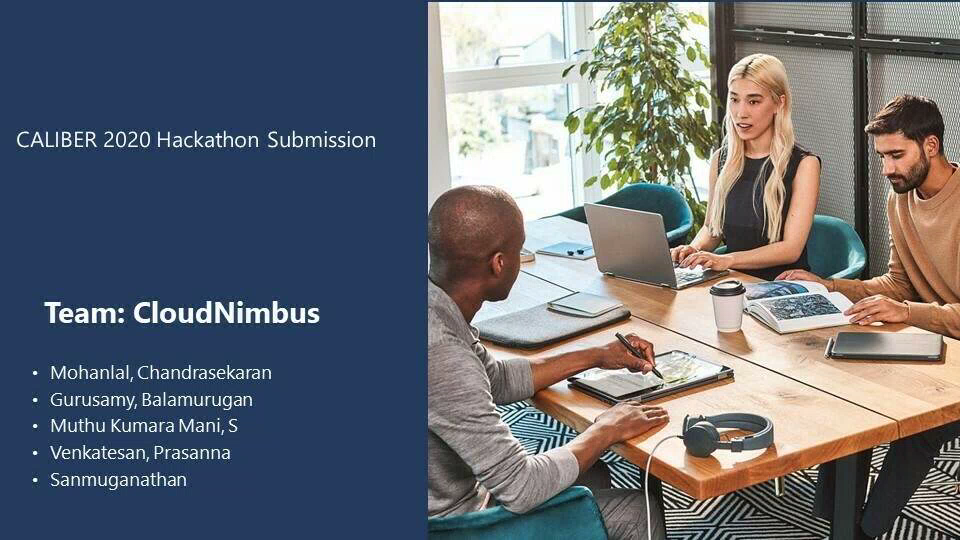 CALIBER 2020 Hackathon Submission
Team: CloudNimbus
• Mohanlal, Chandrasekaran
• Gurusamy, Balamurugan
• Muthu Kumara Mani, S
• Venkatesan, Prasanna
• Sanmuganathan